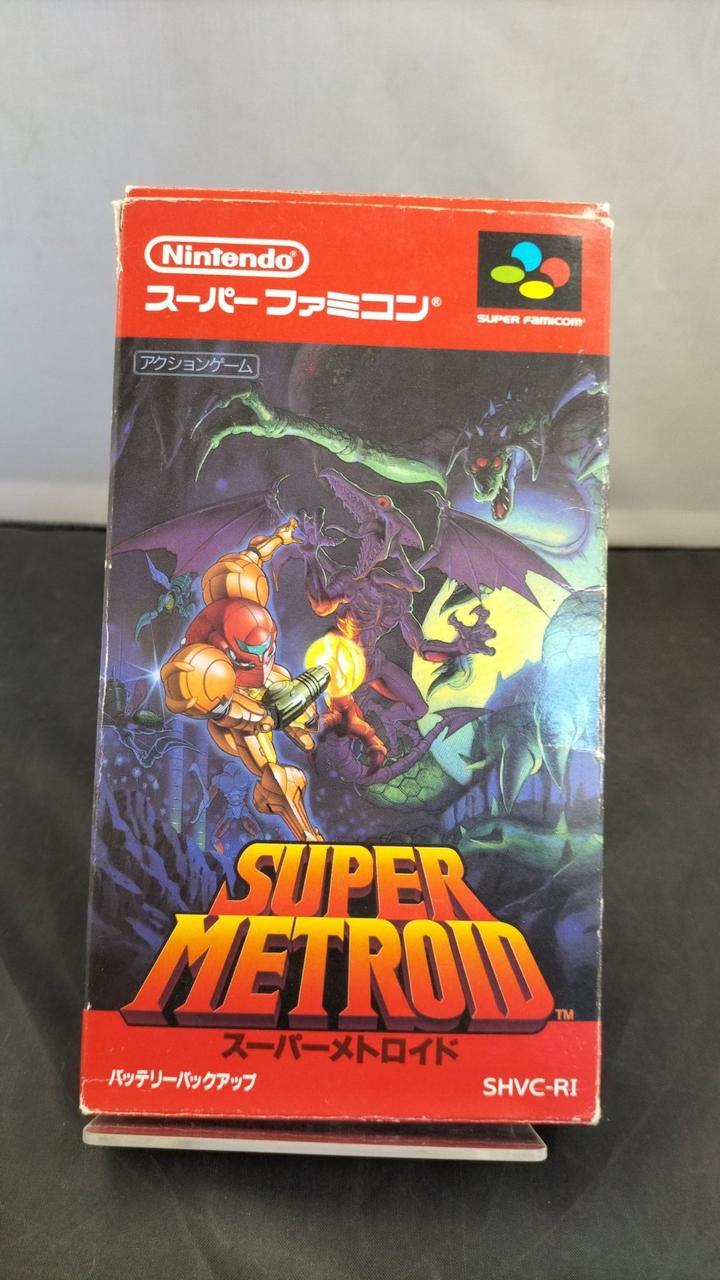 Nintendo®
スーパーファミコン®
SUPER FAMICOM®
アクションゲーム
SUPER
METROID™
スーパーメトロイド
バッテリーバックアップ
SHVC-RI